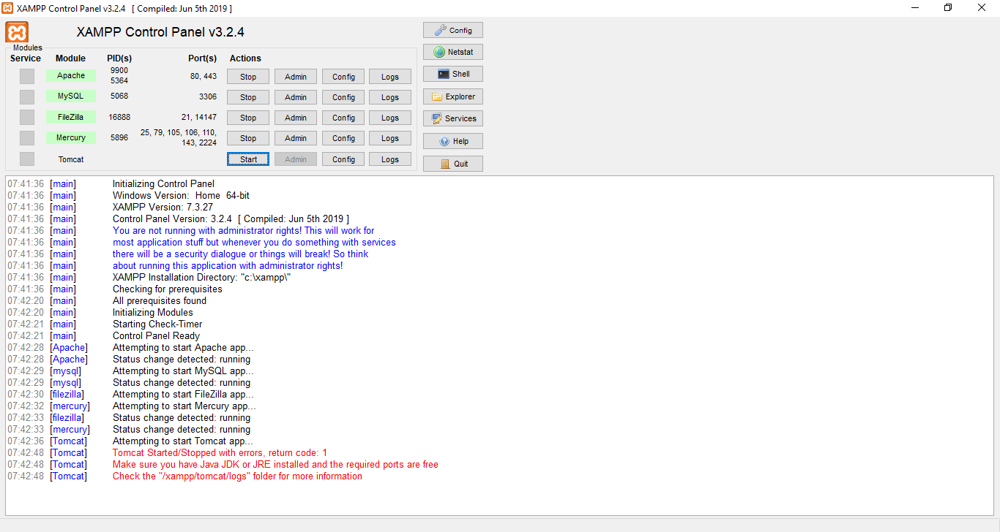 XAMPP Control Panel v3.2.4 [ Compiled: Jun 5th 2019 ]
XAMPP Control Panel v3.2.4
Config
Modules
Service Module PID(s) Port(s) Actions
Netstat
Apache 9900 5364 80, 443 Stop Admin Config Logs
Shell
MySQL 5068 3306 Stop Admin Config Logs
Explorer
FileZilla 16888 21, 14147 Stop Admin Config Logs
Services
Mercury 5896 25, 79, 105, 106, 110, 143, 2224 Stop Admin Config Logs
Help
Tomcat Start Admin Config Logs
Quit
07:41:36 [main] Initializing Control Panel
07:41:36 [main] Windows Version: Home 64-bit
07:41:36 [main] XAMPP Version: 7.3.27
07:41:36 [main] Control Panel Version: 3.2.4 [ Compiled: Jun 5th 2019 ]
07:41:36 [main] You are not running with administrator rights! This will work for
07:41:36 [main] most application stuff but whenever you do something with services
07:41:36 [main] there will be a security dialogue or things will break! So think
07:41:36 [main] about running this application with administrator rights!
07:41:36 [main] XAMPP Installation Directory: "c:\xampp\"
07:41:36 [main] Checking for prerequisites
07:42:20 [main] All prerequisites found
07:42:20 [main] Initializing Modules
07:42:21 [main] Starting Check-Timer
07:42:21 [main] Control Panel Ready
07:42:28 [Apache] Attempting to start Apache app...
07:42:28 [Apache] Status change detected: running
07:42:29 [mysql] Attempting to start MySQL app...
07:42:29 [mysql] Status change detected: running
07:42:30 [filezilla] Attempting to start FileZilla app...
07:42:32 [mercury] Attempting to start Mercury app...
07:42:33 [filezilla] Status change detected: running
07:42:33 [mercury] Status change detected: running
07:42:36 [Tomcat] Attempting to start Tomcat app...
07:42:48 [Tomcat] Tomcat Started/Stopped with errors, return code: 1
07:42:48 [Tomcat] Make sure you have Java JDK or JRE installed and the required ports are free
07:42:48 [Tomcat] Check the "/xampp/tomcat/logs" folder for more information